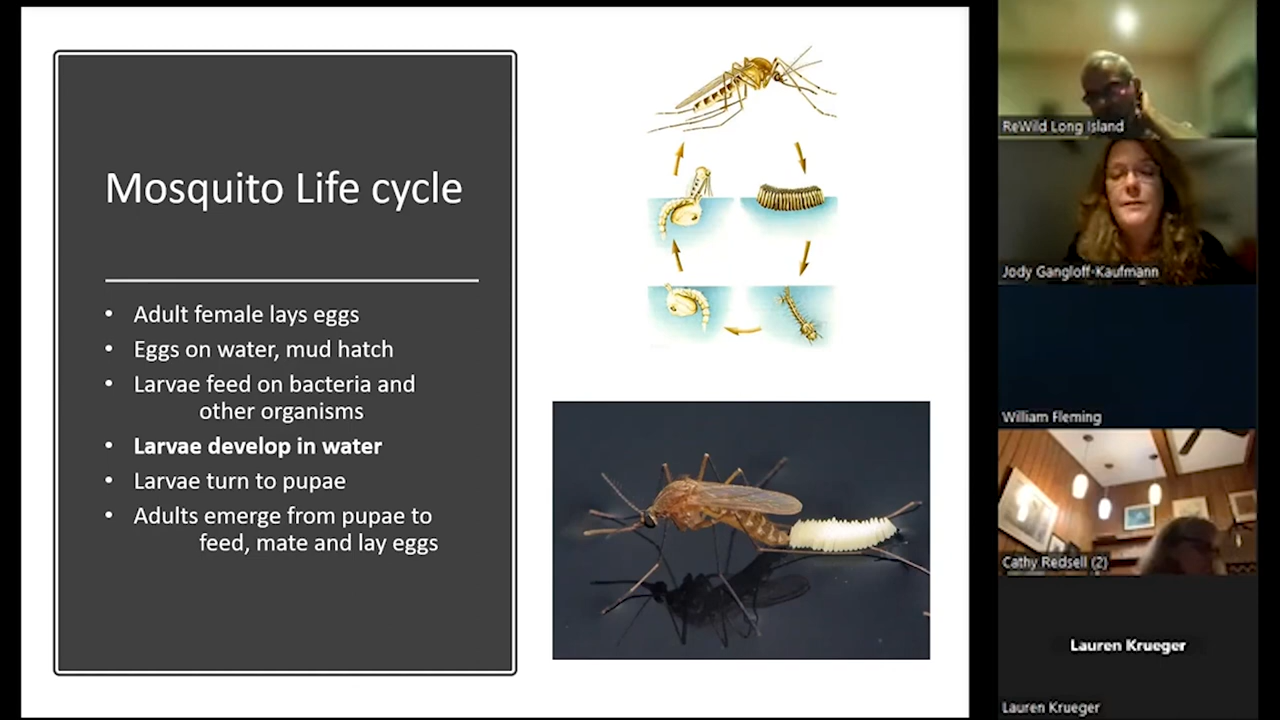 Mosquito Life cycle
• Adult female lays eggs
• Eggs on water, mud hatch
• Larvae feed on bacteria and
other organisms
• Larvae develop in water
• Larvae turn to pupae
• Adults emerge from pupae to
feed, mate and lay eggs
ReWild Long Island
Jody Gangloff-Kaufmann
William Fleming
Cathy Redsell (2)
Lauren Krueger
Lauren Krueger